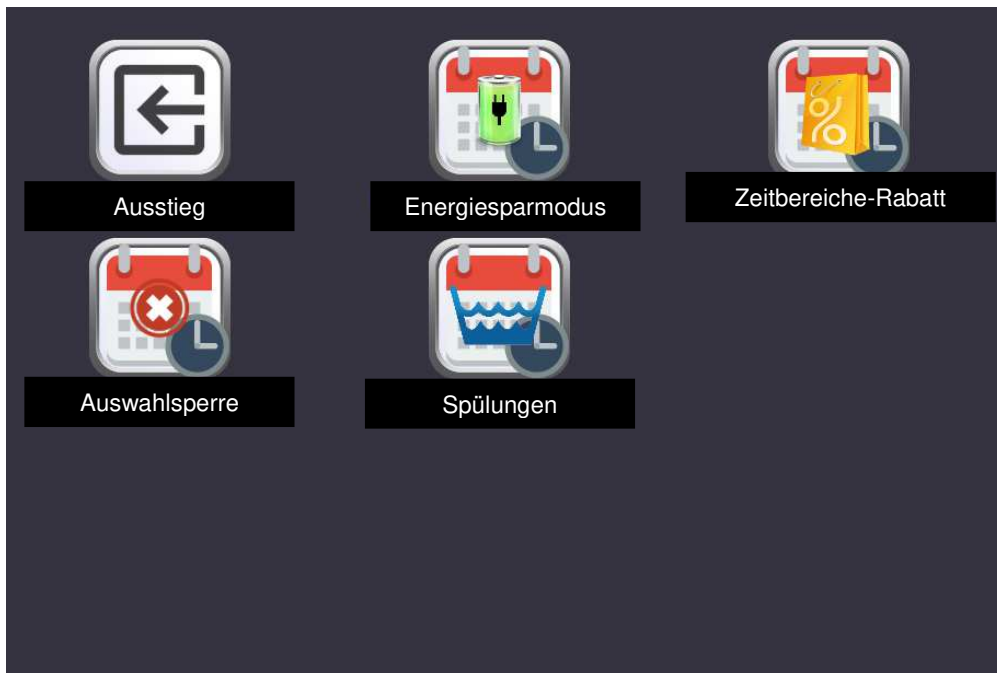 Ausstieg
Energiesparmodus
Zeitbereiche-Rabatt
Auswahlsperre
Spülungen